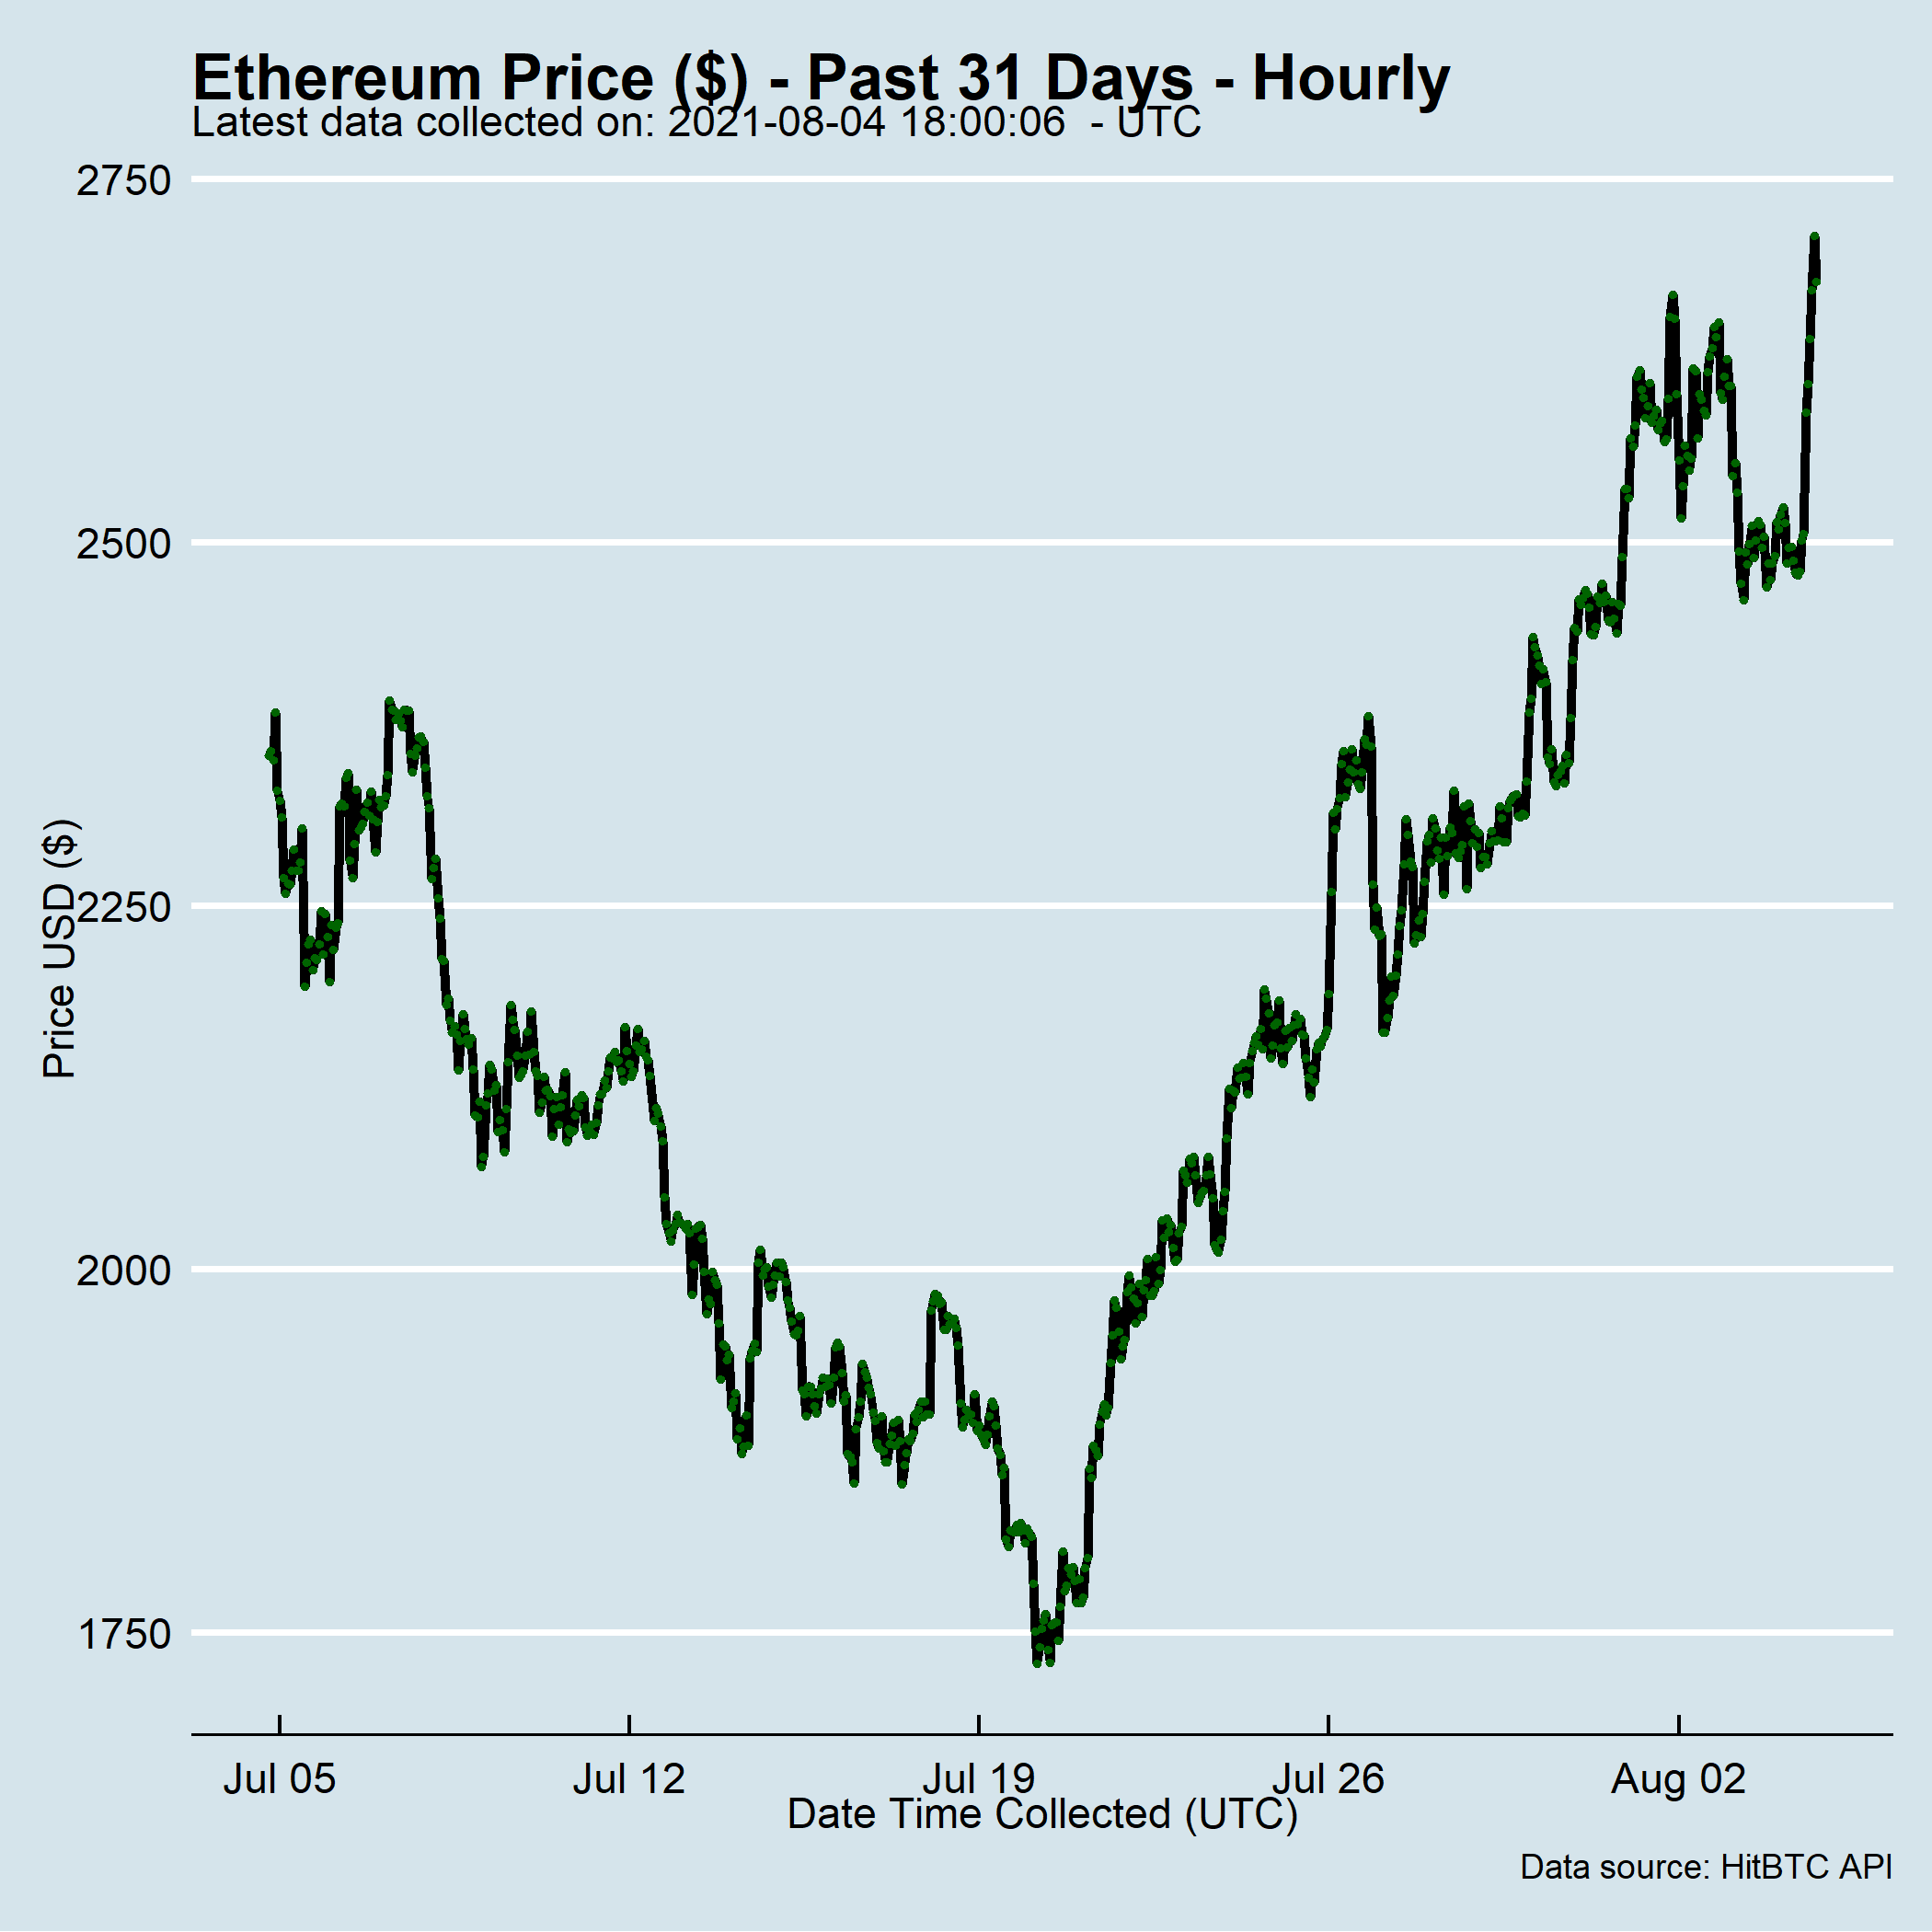 Ethereum Price ($) - Past 31 Days - Hourly
Latest data collected on: 2021-08-04 18:00:06  - UTC
2750
2500
2250
2000
1750
Price USD ($)
Jul 05
Jul 12
Jul 19
Jul 26
Aug 02
Date Time Collected (UTC)
Data source: HitBTC API